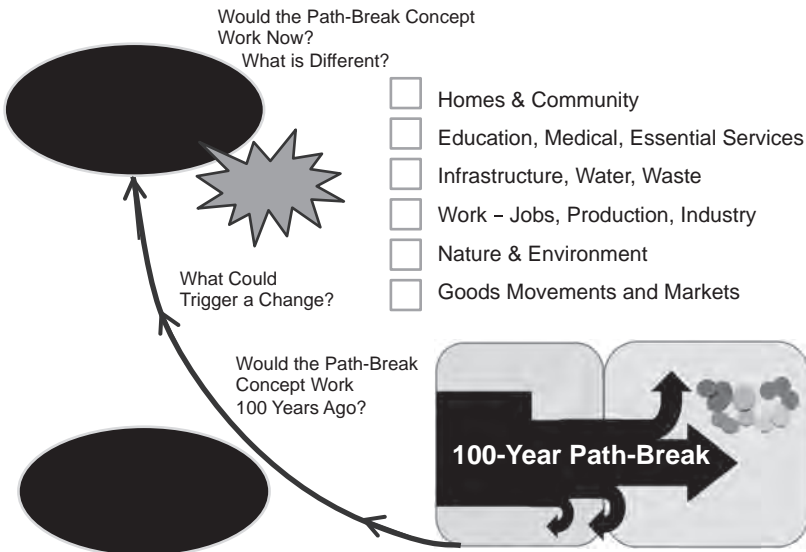 Would the Path-Break Concept
Work Now?
What is Different?
Homes & Community
Education, Medical, Essential Services
Infrastructure, Water, Waste
Work – Jobs, Production, Industry
Nature & Environment
Goods Movements and Markets
What Could
Trigger a Change?
Would the Path-Break
Concept Work
100 Years Ago?
100-Year Path-Break